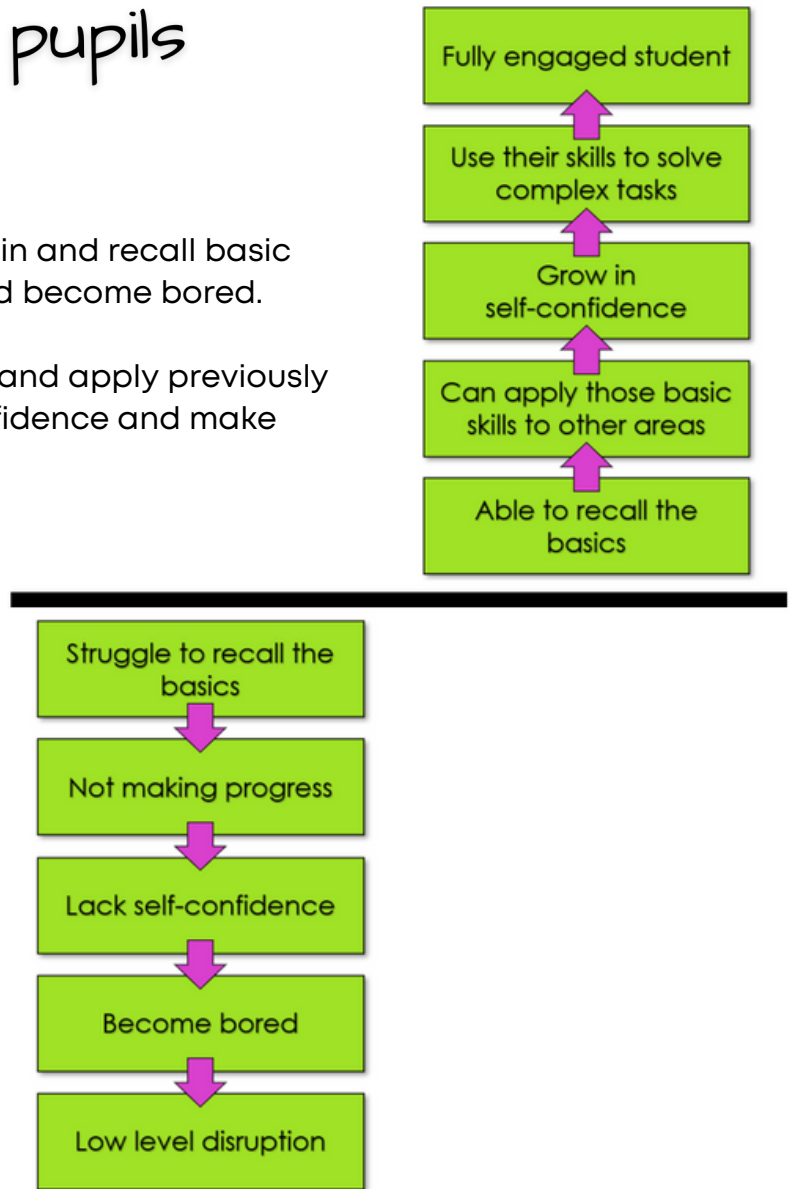 pupils
in and recall basic
d become bored.
and apply previously
fidence and make
Fully engaged student
Use their skills to solve
complex tasks
Grow in
self-confidence
Can apply those basic
skills to other areas
Able to recall the
basics
Struggle to recall the
basics
Not making progress
Lack self-confidence
Become bored
Low level disruption